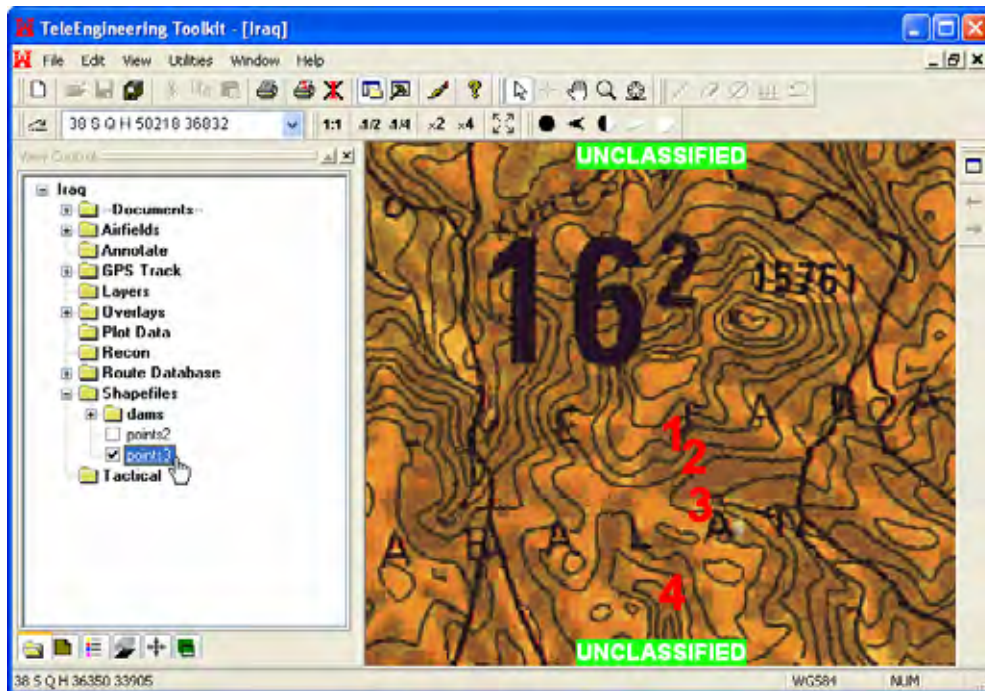 TeleEngineering Toolkit - [Iraq]
File Edit View Utilities Window Help
38 S Q H 50218 36832 1:1 1/2 1/4 x2 x4
View Control
Iraq
--Documents--
Airfields
Annotate
GPS Track
Layers
Overlays
Plot Data
Recon
Route Database
Shapefiles
dams
points2
points3
Tactical
UNCLASSIFIED
16²
15761
1
2
3
4
UNCLASSIFIED
38 S Q H 36350 33905 WGS84 NUM